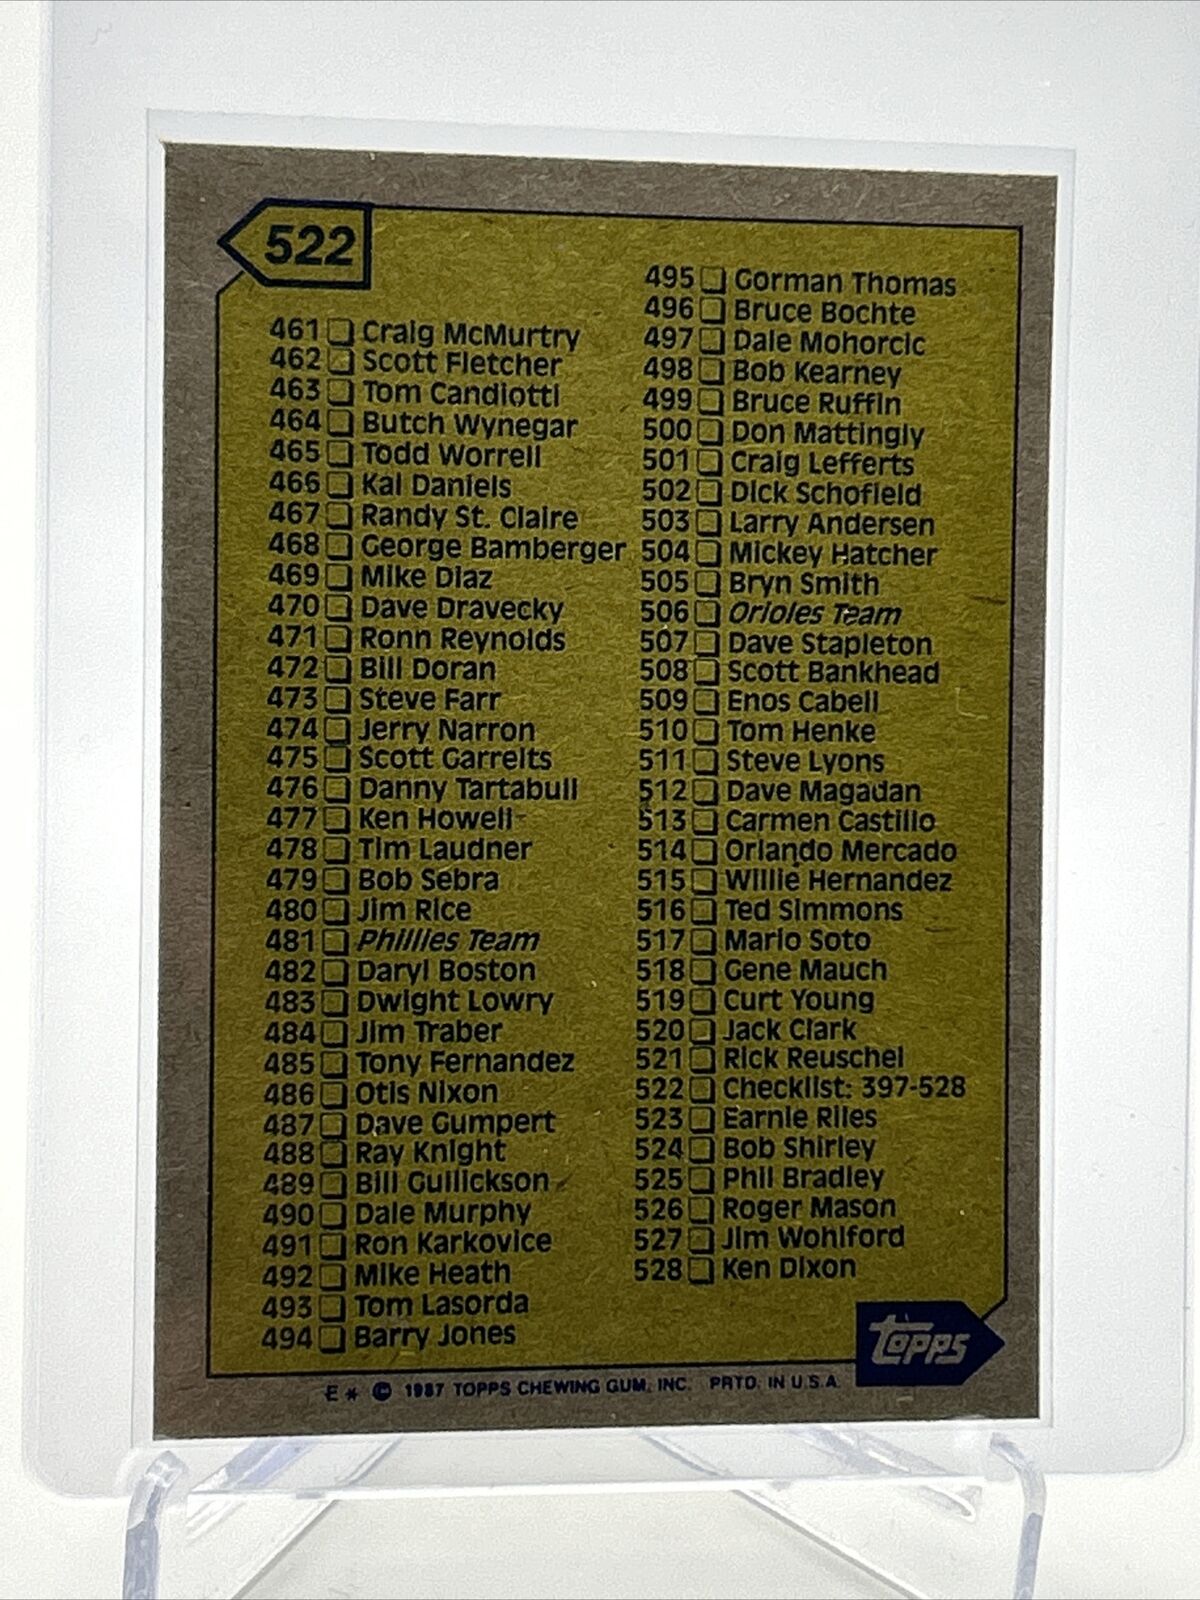 522
461 Craig McMurtry
462 Scott Fletcher
463 Tom Candiotti
464 Butch Wynegar
465 Todd Worrell
466 Kal Daniels
467 Randy St. Claire
468 George Bamberger
469 Mike Diaz
470 Dave Dravecky
471 Ronn Reynolds
472 Bill Doran
473 Steve Farr
474 Jerry Narron
475 Scott Garrelts
476 Danny Tartabull
477 Ken Howell
478 Tim Laudner
479 Bob Sebra
480 Jim Rice
481 Phillies Team
482 Daryl Boston
483 Dwight Lowry
484 Jim Traber
485 Tony Fernandez
486 Otis Nixon
487 Dave Gumpert
488 Ray Knight
489 Bill Gullickson
490 Dale Murphy
491 Ron Karkovice
492 Mike Heath
493 Tom Lasorda
494 Barry Jones
495 Gorman Thomas
496 Bruce Bochte
497 Dale Mohorcic
498 Bob Kearney
499 Bruce Ruffin
500 Don Mattingly
501 Craig Lefferts
502 Dick Schofield
503 Larry Andersen
504 Mickey Hatcher
505 Bryn Smith
506 Orioles Team
507 Dave Stapleton
508 Scott Bankhead
509 Enos Cabell
510 Tom Henke
511 Steve Lyons
512 Dave Magadan
513 Carmen Castillo
514 Orlando Mercado
515 Willie Hernandez
516 Ted Simmons
517 Mario Soto
518 Gene Mauch
519 Curt Young
520 Jack Clark
521 Rick Reuschel
522 Checklist: 397-528
523 Earnie Riles
524 Bob Shirley
525 Phil Bradley
526 Roger Mason
527 Jim Wohlford
528 Ken Dixon
Topps
E * © 1987 TOPPS CHEWING GUM, INC. PRTD. IN U.S.A.